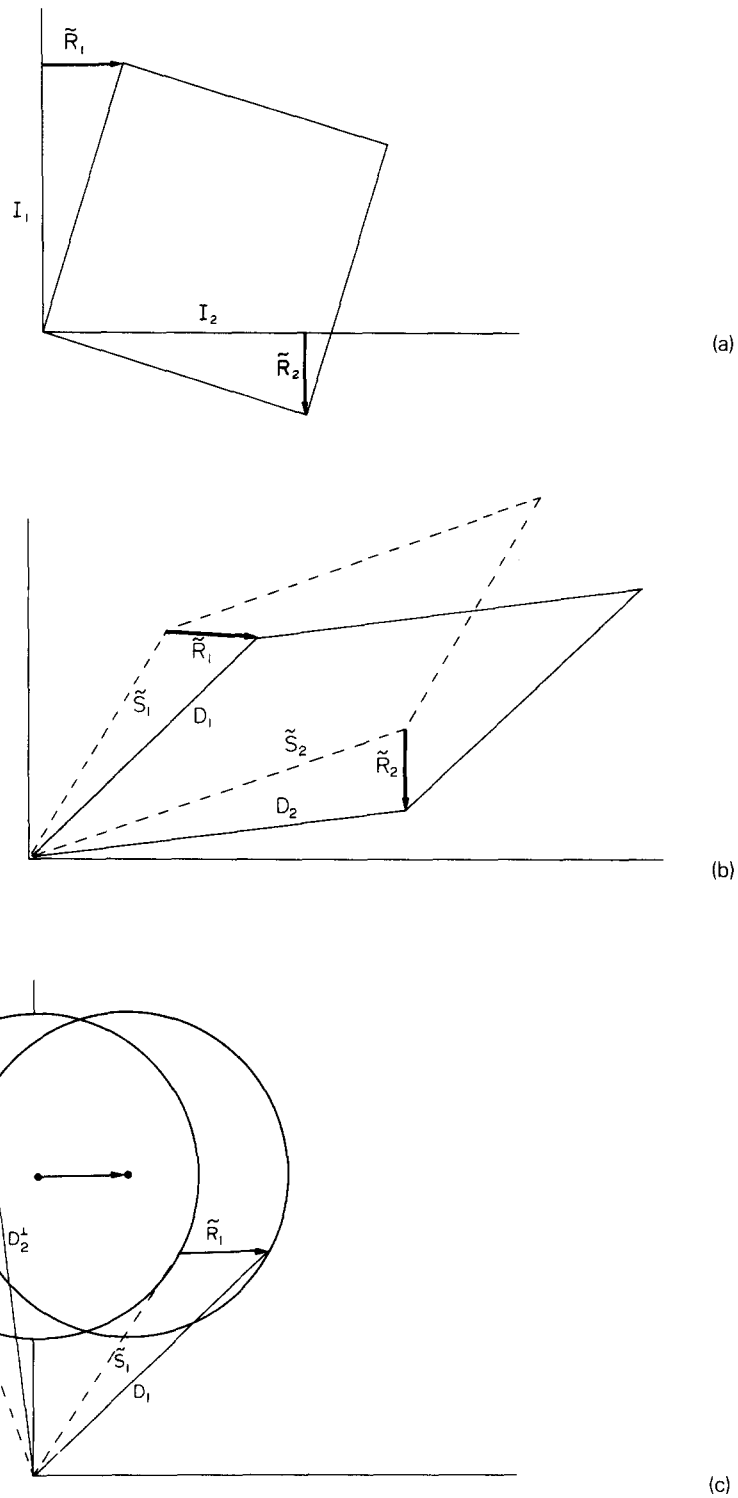 R̃₁
I₁
I₂
R̃₂
(a)
R̃₁
S̃₁
D₁
S̃₂
R̃₂
D₂
(b)
R̃₁
D₂⊥
S̃₁
D₁
(c)